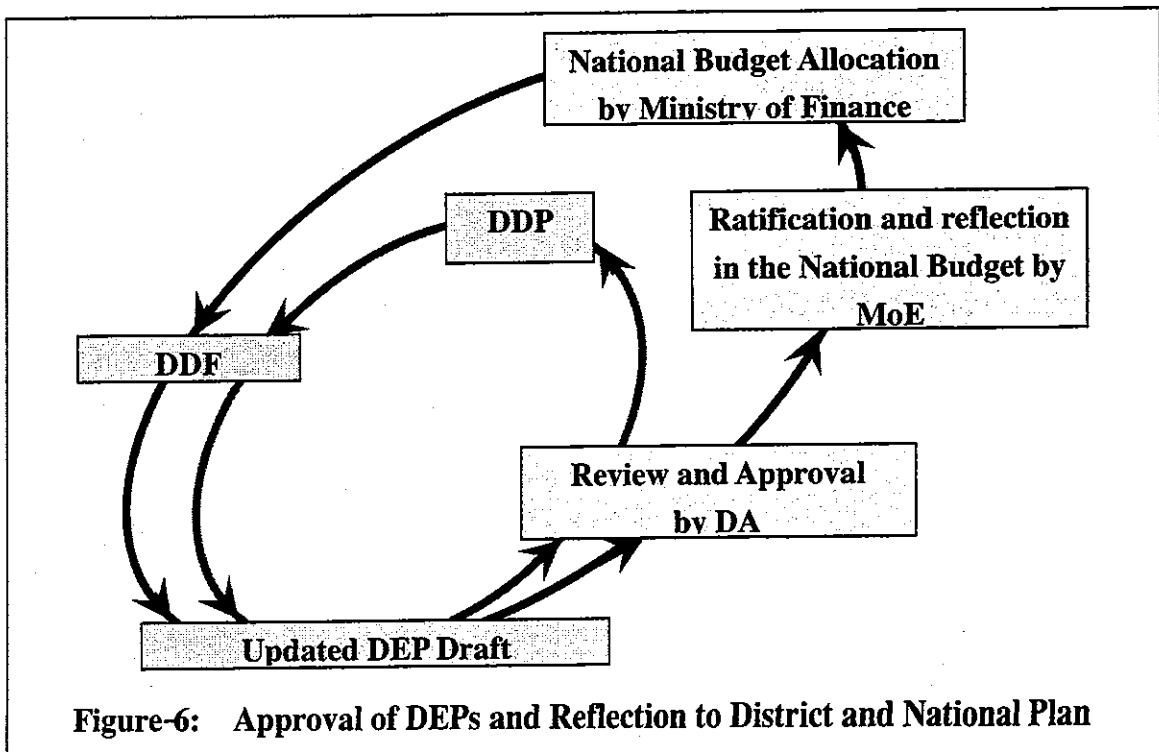 National Budget Allocation
by Ministry of Finance
DDP
Ratification and reflection
in the National Budget by
MoE
DDF
Review and Approval
by DA
Updated DEP Draft
Figure-6: Approval of DEPs and Reflection to District and National Plan